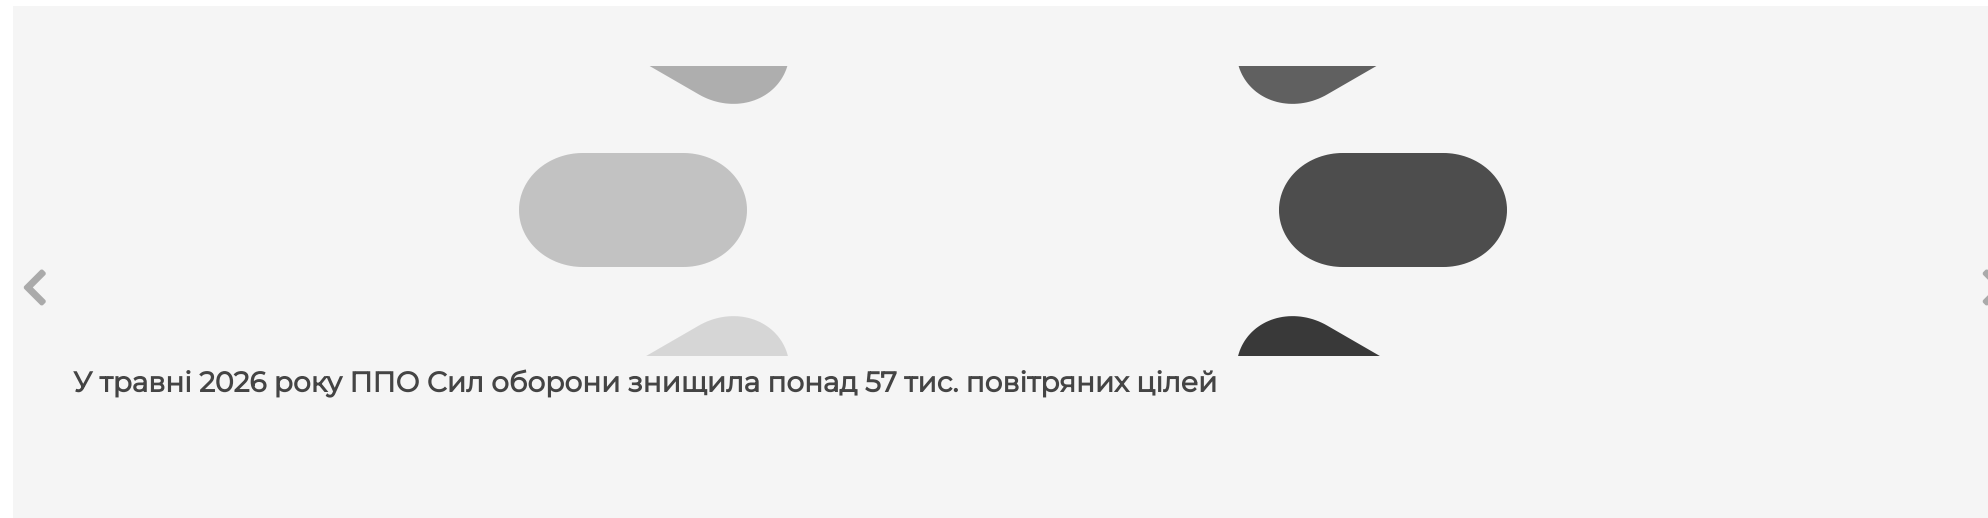 У травні 2026 року ППО Сил оборони знищила понад 57 тис. повітряних цілей